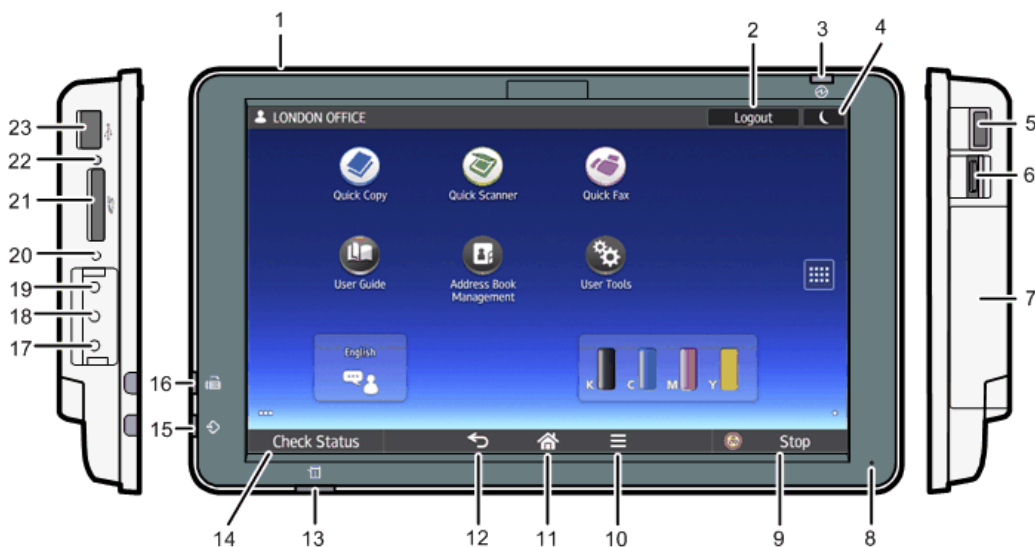 1
2
3
4
LONDON OFFICE
Logout
Quick Copy
Quick Scanner
Quick Fax
User Guide
Address Book
Management
User Tools
English
K
C
M
Y
Check Status
Stop
5
6
7
8
9
10
11
12
13
14
15
16
17
18
19
20
21
22
23